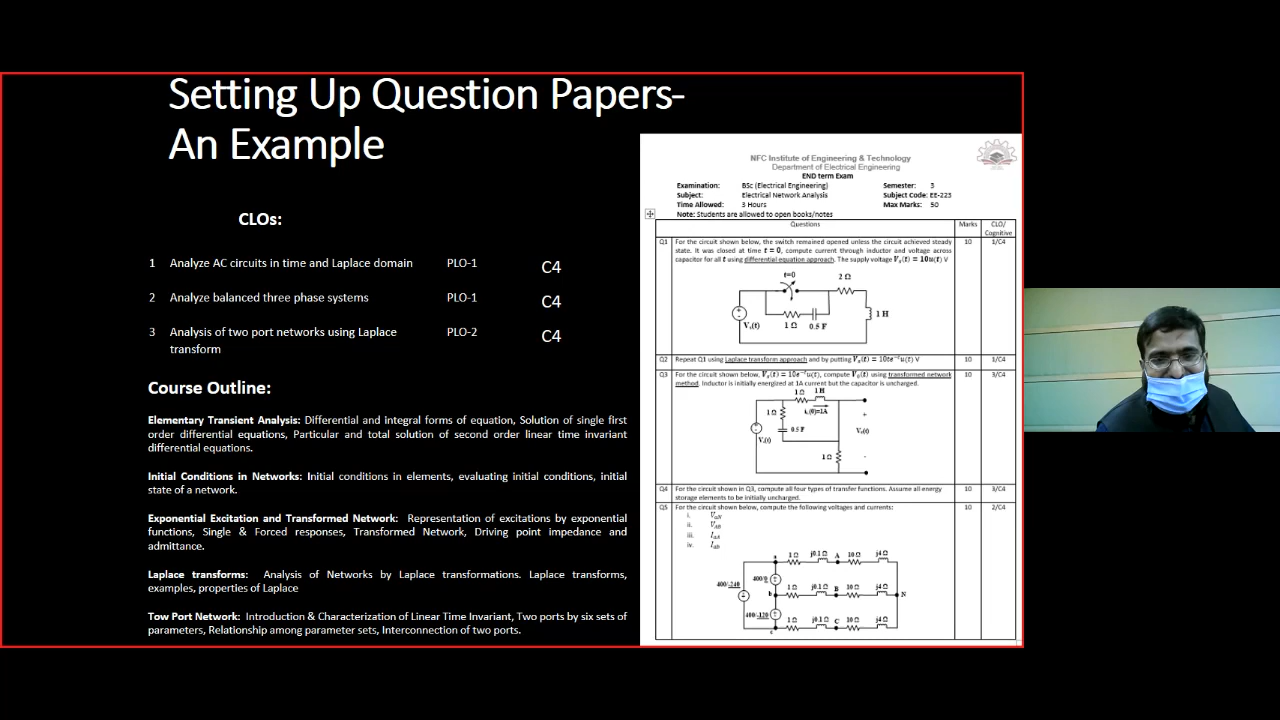 Setting Up Question Papers-
An Example
CLOs:
1 Analyze AC circuits in time and Laplace domain PLO-1 C4
2 Analyze balanced three phase systems PLO-1 C4
3 Analysis of two port networks using Laplace PLO-2 C4
transform
Course Outline:
Elementary Transient Analysis: Differential and integral forms of equation, Solution of single first
order differential equations, Particular and total solution of second order linear time invariant
differential equations.
Initial Conditions in Networks: Initial conditions in elements, evaluating initial conditions, initial
state of a network.
Exponential Excitation and Transformed Network: Representation of excitations by exponential
functions, Single & Forced responses, Transformed Network, Driving point impedance and
admittance.
Laplace transforms: Analysis of Networks by Laplace transformations. Laplace transforms,
examples, properties of Laplace
Tow Port Network: Introduction & Characterization of Linear Time Invariant, Two ports by six sets of
parameters, Relationship among parameter sets, Interconnection of two ports.
NFC Institute of Engineering & Technology
Department of Electrical Engineering
END term Exam
Examination: BSc (Electrical Engineering) Semester: 3
Subject: Electrical Network Analysis Subject Code: EE-223
Time Allowed: 3 Hours Max Marks: 50
Note: Students are allowed to open books/notes
Questions Marks CLO/
Cognitive
Q1 For the circuit shown below, the switch remained opened unless the circuit achieved steady 10 1/C4
state. It was closed at time t = 0, compute current through inductor and voltage across
capacitor for all t using differential equation approach. The supply voltage Vs(t) = 10u(t) V
t=0 2 Ω
Vs(t) 1 Ω 0.5 F 1 H
Q2 Repeat Q1 using Laplace transform approach and by putting Vs(t) = 10te⁻ᵗu(t) V 10 1/C4
Q3 For the circuit shown below, Vs(t) = 10e⁻ᵗu(t), compute V0(t) using transformed network 10 3/C4
method. Inductor is initially energized at 1A current but the capacitor is uncharged.
1 Ω 1 H
1 Ω iL(0)=1A +
0.5 F
Vs(t) V0(t)
1 Ω -
Q4 For the circuit shown in Q3, compute all four types of transfer functions. Assume all energy 10 3/C4
storage elements to be initially uncharged.
Q5 For the circuit shown below, compute the following voltages and currents: 10 2/C4
i. VaN
ii. VAB
iii. IaA
iv. Iab
a 1 Ω j0.1 Ω A 10 Ω j4 Ω
400/-240 400/0
b 1 Ω j0.1 Ω B 10 Ω j4 Ω N
400/-120
c 1 Ω j0.1 Ω C 10 Ω j4 Ω